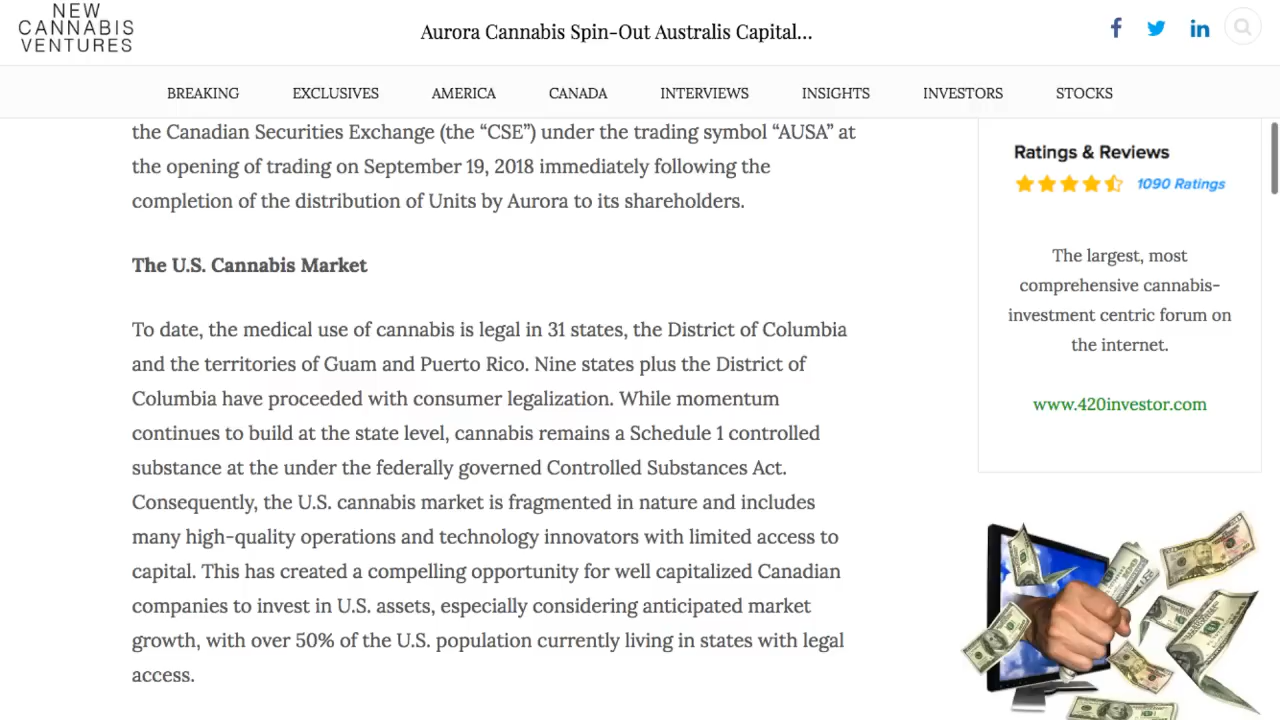 NEW
CANNABIS
VENTURES
Aurora Cannabis Spin-Out Australis Capital...
BREAKING EXCLUSIVES AMERICA CANADA INTERVIEWS INSIGHTS INVESTORS STOCKS
the Canadian Securities Exchange (the “CSE”) under the trading symbol “AUSA” at
the opening of trading on September 19, 2018 immediately following the
completion of the distribution of Units by Aurora to its shareholders.
The U.S. Cannabis Market
To date, the medical use of cannabis is legal in 31 states, the District of Columbia
and the territories of Guam and Puerto Rico. Nine states plus the District of
Columbia have proceeded with consumer legalization. While momentum
continues to build at the state level, cannabis remains a Schedule 1 controlled
substance at the under the federally governed Controlled Substances Act.
Consequently, the U.S. cannabis market is fragmented in nature and includes
many high-quality operations and technology innovators with limited access to
capital. This has created a compelling opportunity for well capitalized Canadian
companies to invest in U.S. assets, especially considering anticipated market
growth, with over 50% of the U.S. population currently living in states with legal
access.
Ratings & Reviews
1090 Ratings
The largest, most
comprehensive cannabis-
investment centric forum on
the internet.
www.420investor.com